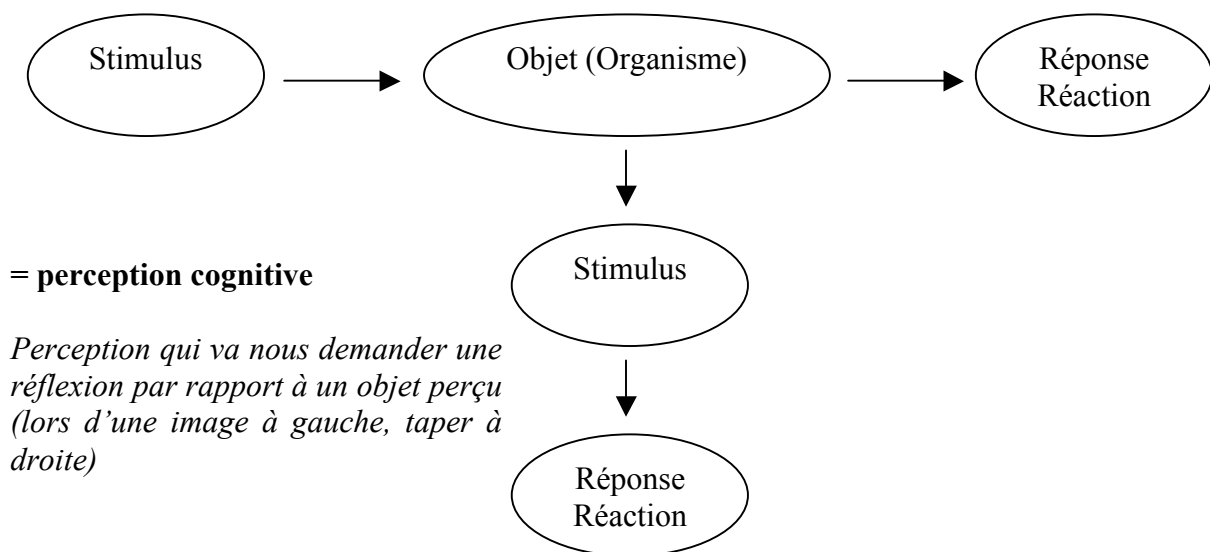 Stimulus
Objet (Organisme)
Réponse
Réaction
Stimulus
= perception cognitive
Perception qui va nous demander une
réflexion par rapport à un objet perçu
(lors d’une image à gauche, taper à
droite)
Réponse
Réaction